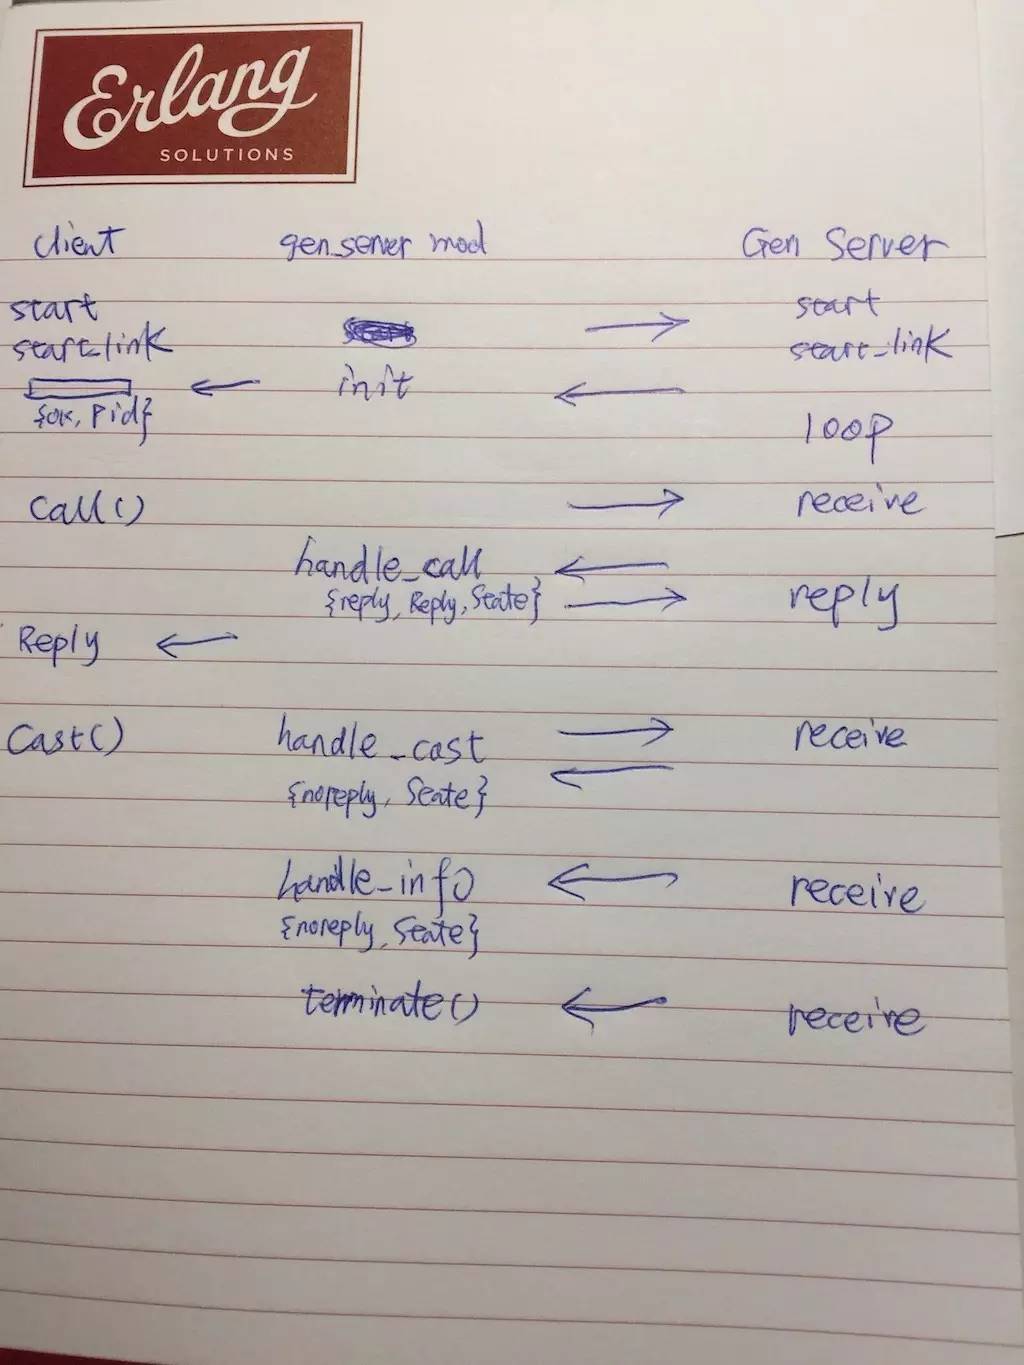 Erlang
SOLUTIONS
client gen_server mod Gen Server
start start
start_link start_link
init
{ok, Pid}
loop
Call() receive
handle_call
{reply, Reply, State} reply
Reply
Cast() handle_cast receive
{noreply, State}
handle_info receive
{noreply, State}
terminate() receive